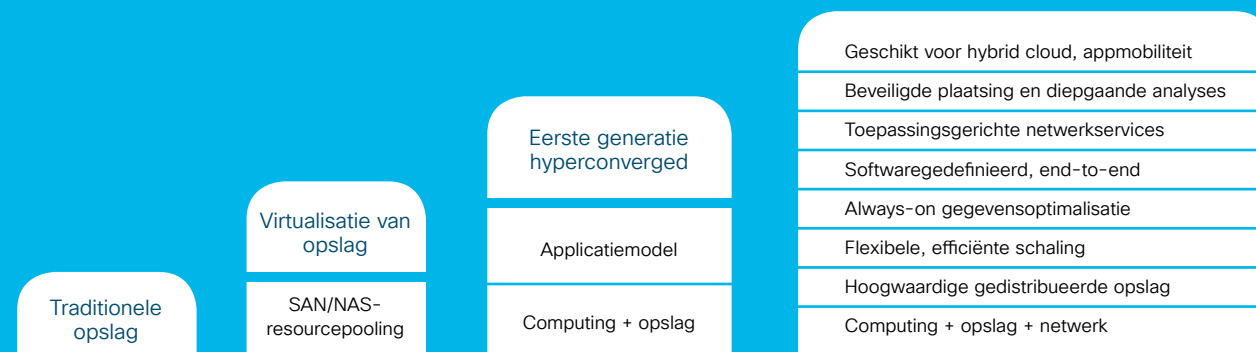 Traditionele
opslag
Virtualisatie van
opslag
SAN/NAS-
resourcepooling
Eerste generatie
hyperconverged
Applicatiemodel
Computing + opslag
Geschikt voor hybrid cloud, appmobiliteit
Beveiligde plaatsing en diepgaande analyses
Toepassingsgerichte netwerkservices
Softwaregedefinieerd, end-to-end
Always-on gegevensoptimalisatie
Flexibele, efficiënte schaling
Hoogwaardige gedistribueerde opslag
Computing + opslag + netwerk